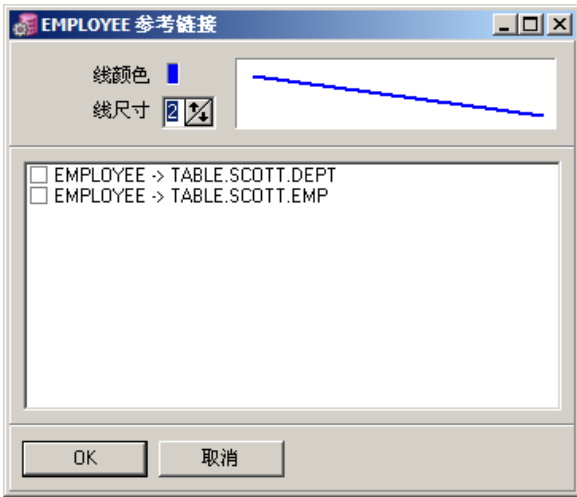 EMPLOYEE 参考链接
线颜色
线尺寸 2
EMPLOYEE -> TABLE.SCOTT.DEPT
EMPLOYEE -> TABLE.SCOTT.EMP
OK 取消